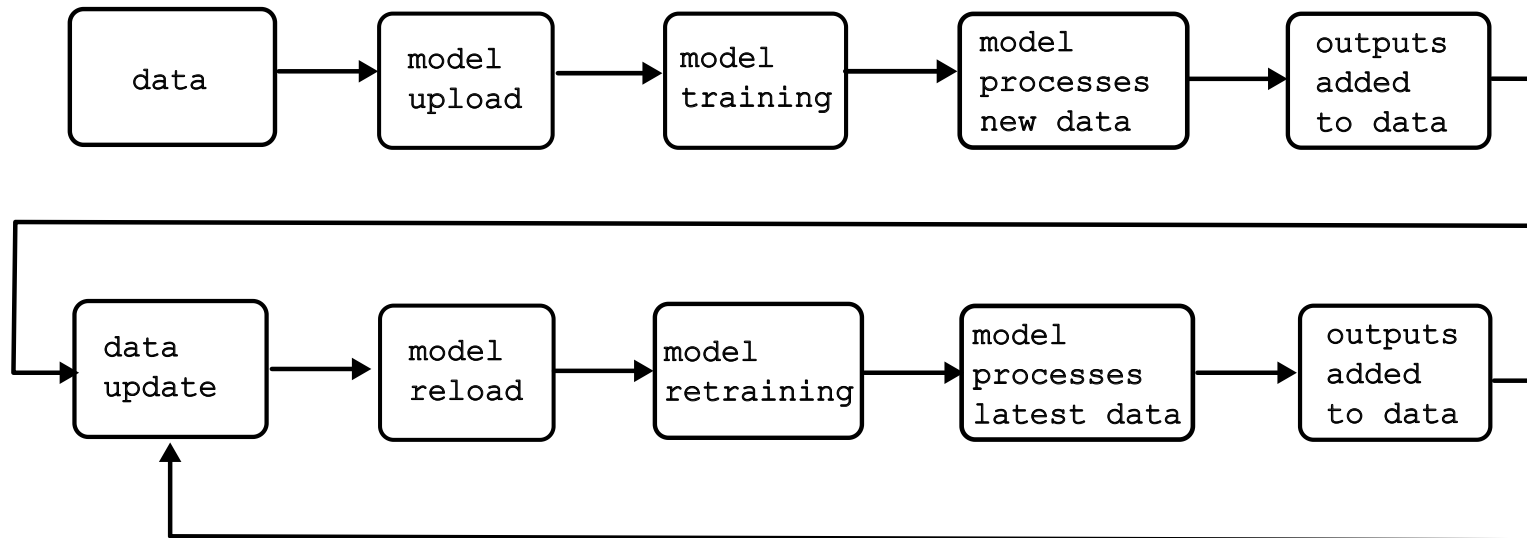 data
model
upload
model
training
model
processes
new data
outputs
added
to data
data
update
model
reload
model
retraining
model
processes
latest data
outputs
added
to data